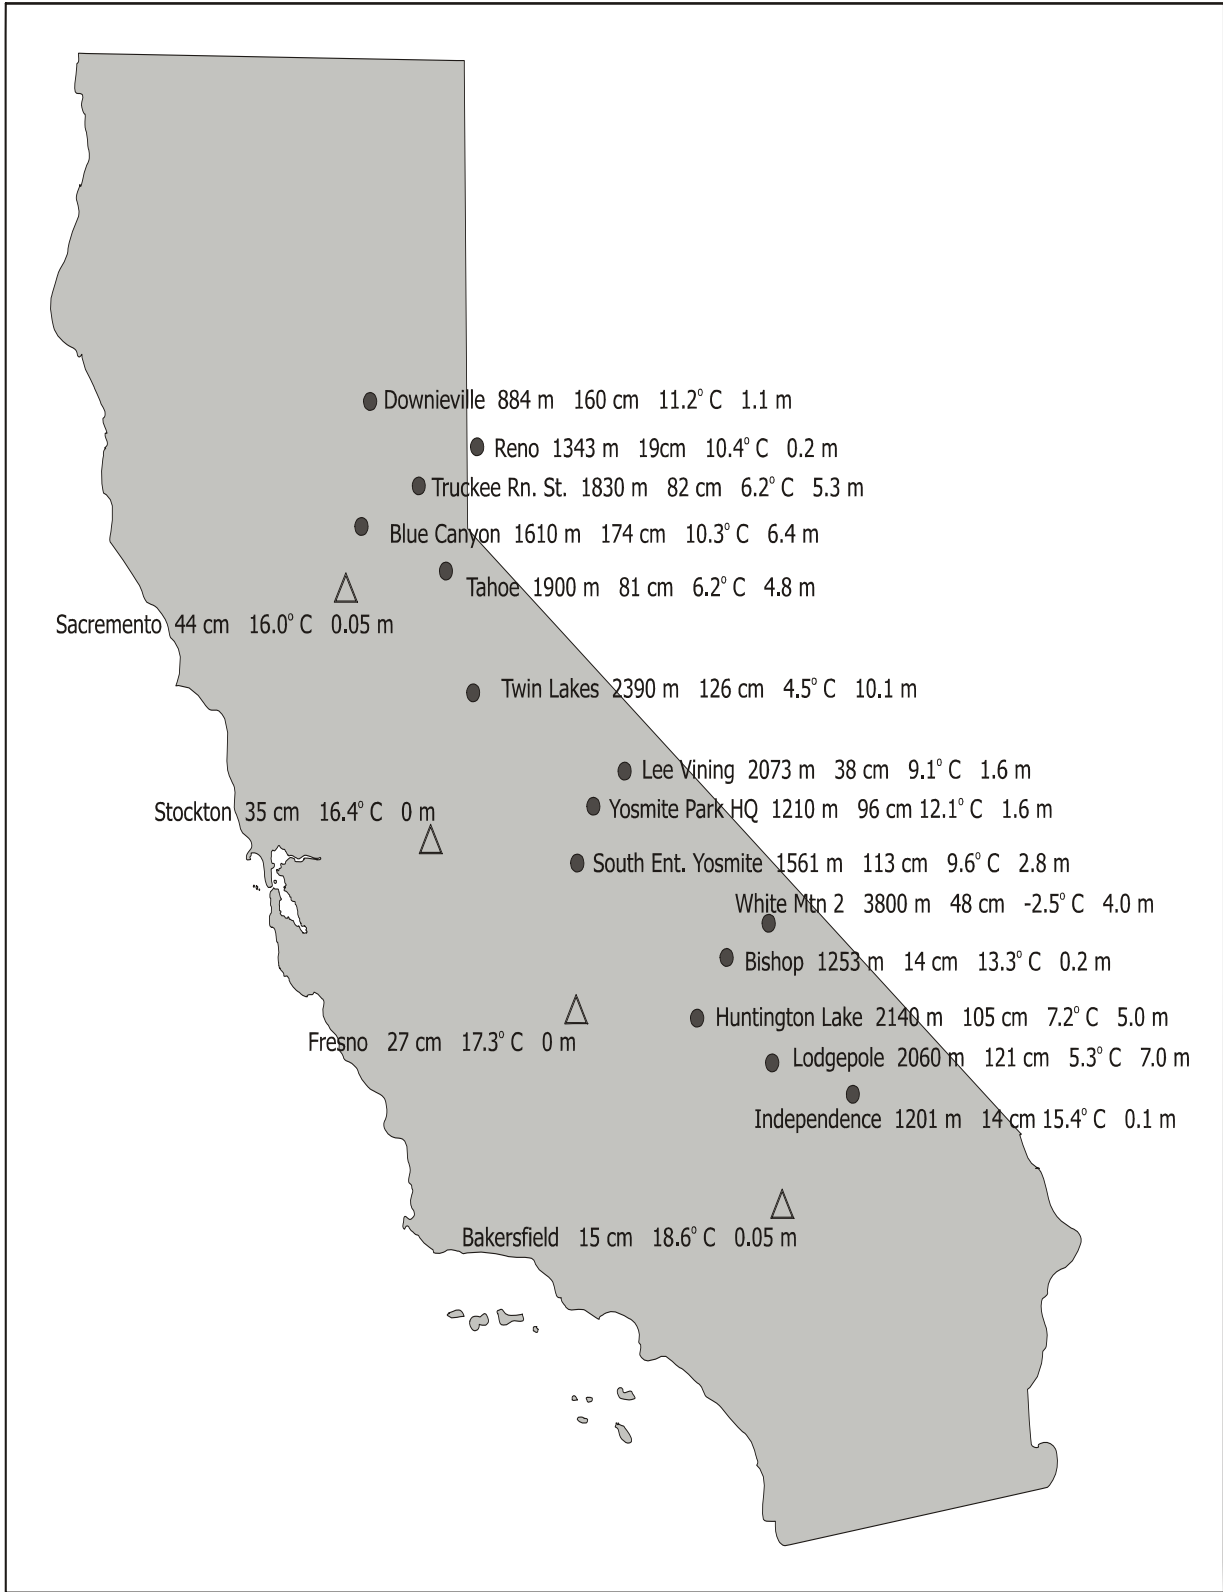 Downieville 884 m 160 cm 11.2° C 1.1 m
Reno 1343 m 19cm 10.4° C 0.2 m
Truckee Rn. St. 1830 m 82 cm 6.2° C 5.3 m
Blue Canyon 1610 m 174 cm 10.3° C 6.4 m
Tahoe 1900 m 81 cm 6.2° C 4.8 m
Sacremento 44 cm 16.0° C 0.05 m
Twin Lakes 2390 m 126 cm 4.5° C 10.1 m
Lee Vining 2073 m 38 cm 9.1° C 1.6 m
Stockton 35 cm 16.4° C 0 m
Yosmite Park HQ 1210 m 96 cm 12.1° C 1.6 m
South Ent. Yosmite 1561 m 113 cm 9.6° C 2.8 m
White Mtn 2 3800 m 48 cm -2.5° C 4.0 m
Bishop 1253 m 14 cm 13.3° C 0.2 m
Huntington Lake 2140 m 105 cm 7.2° C 5.0 m
Fresno 27 cm 17.3° C 0 m
Lodgepole 2060 m 121 cm 5.3° C 7.0 m
Independence 1201 m 14 cm 15.4° C 0.1 m
Bakersfield 15 cm 18.6° C 0.05 m